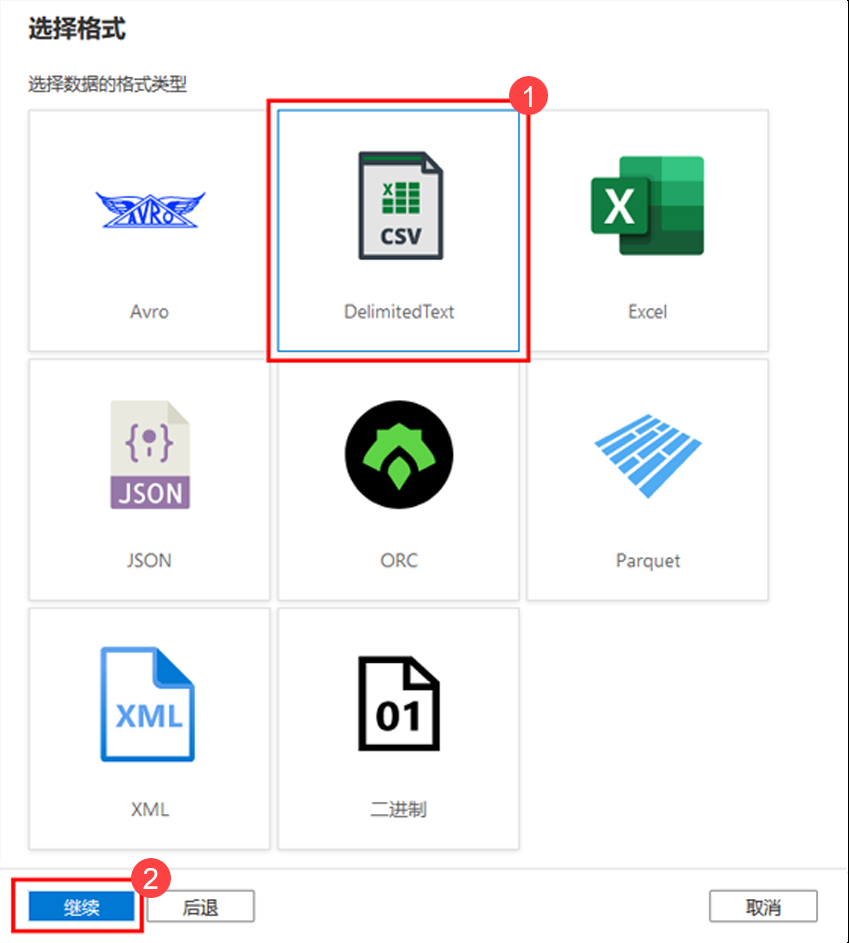 选择格式
选择数据的格式类型
1
AVRO
X
CSV
X
Avro
DelimitedText
Excel
{ } JSON
JSON
ORC
Parquet
XML
01
XML
二进制
2
继续
后退
取消